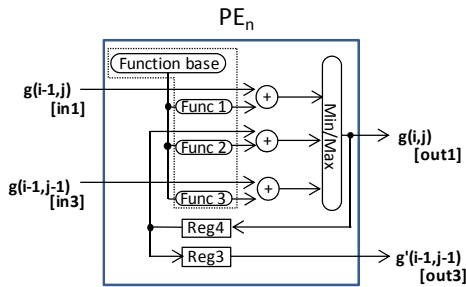 PEn
Function base
g(i-1,j)
[in1]
+
Func 1
Func 2
+
Min/Max
g(i,j)
[out1]
g(i-1,j-1)
[in3]
+
Func 3
Reg4
Reg3
g'(i-1,j-1)
[out3]